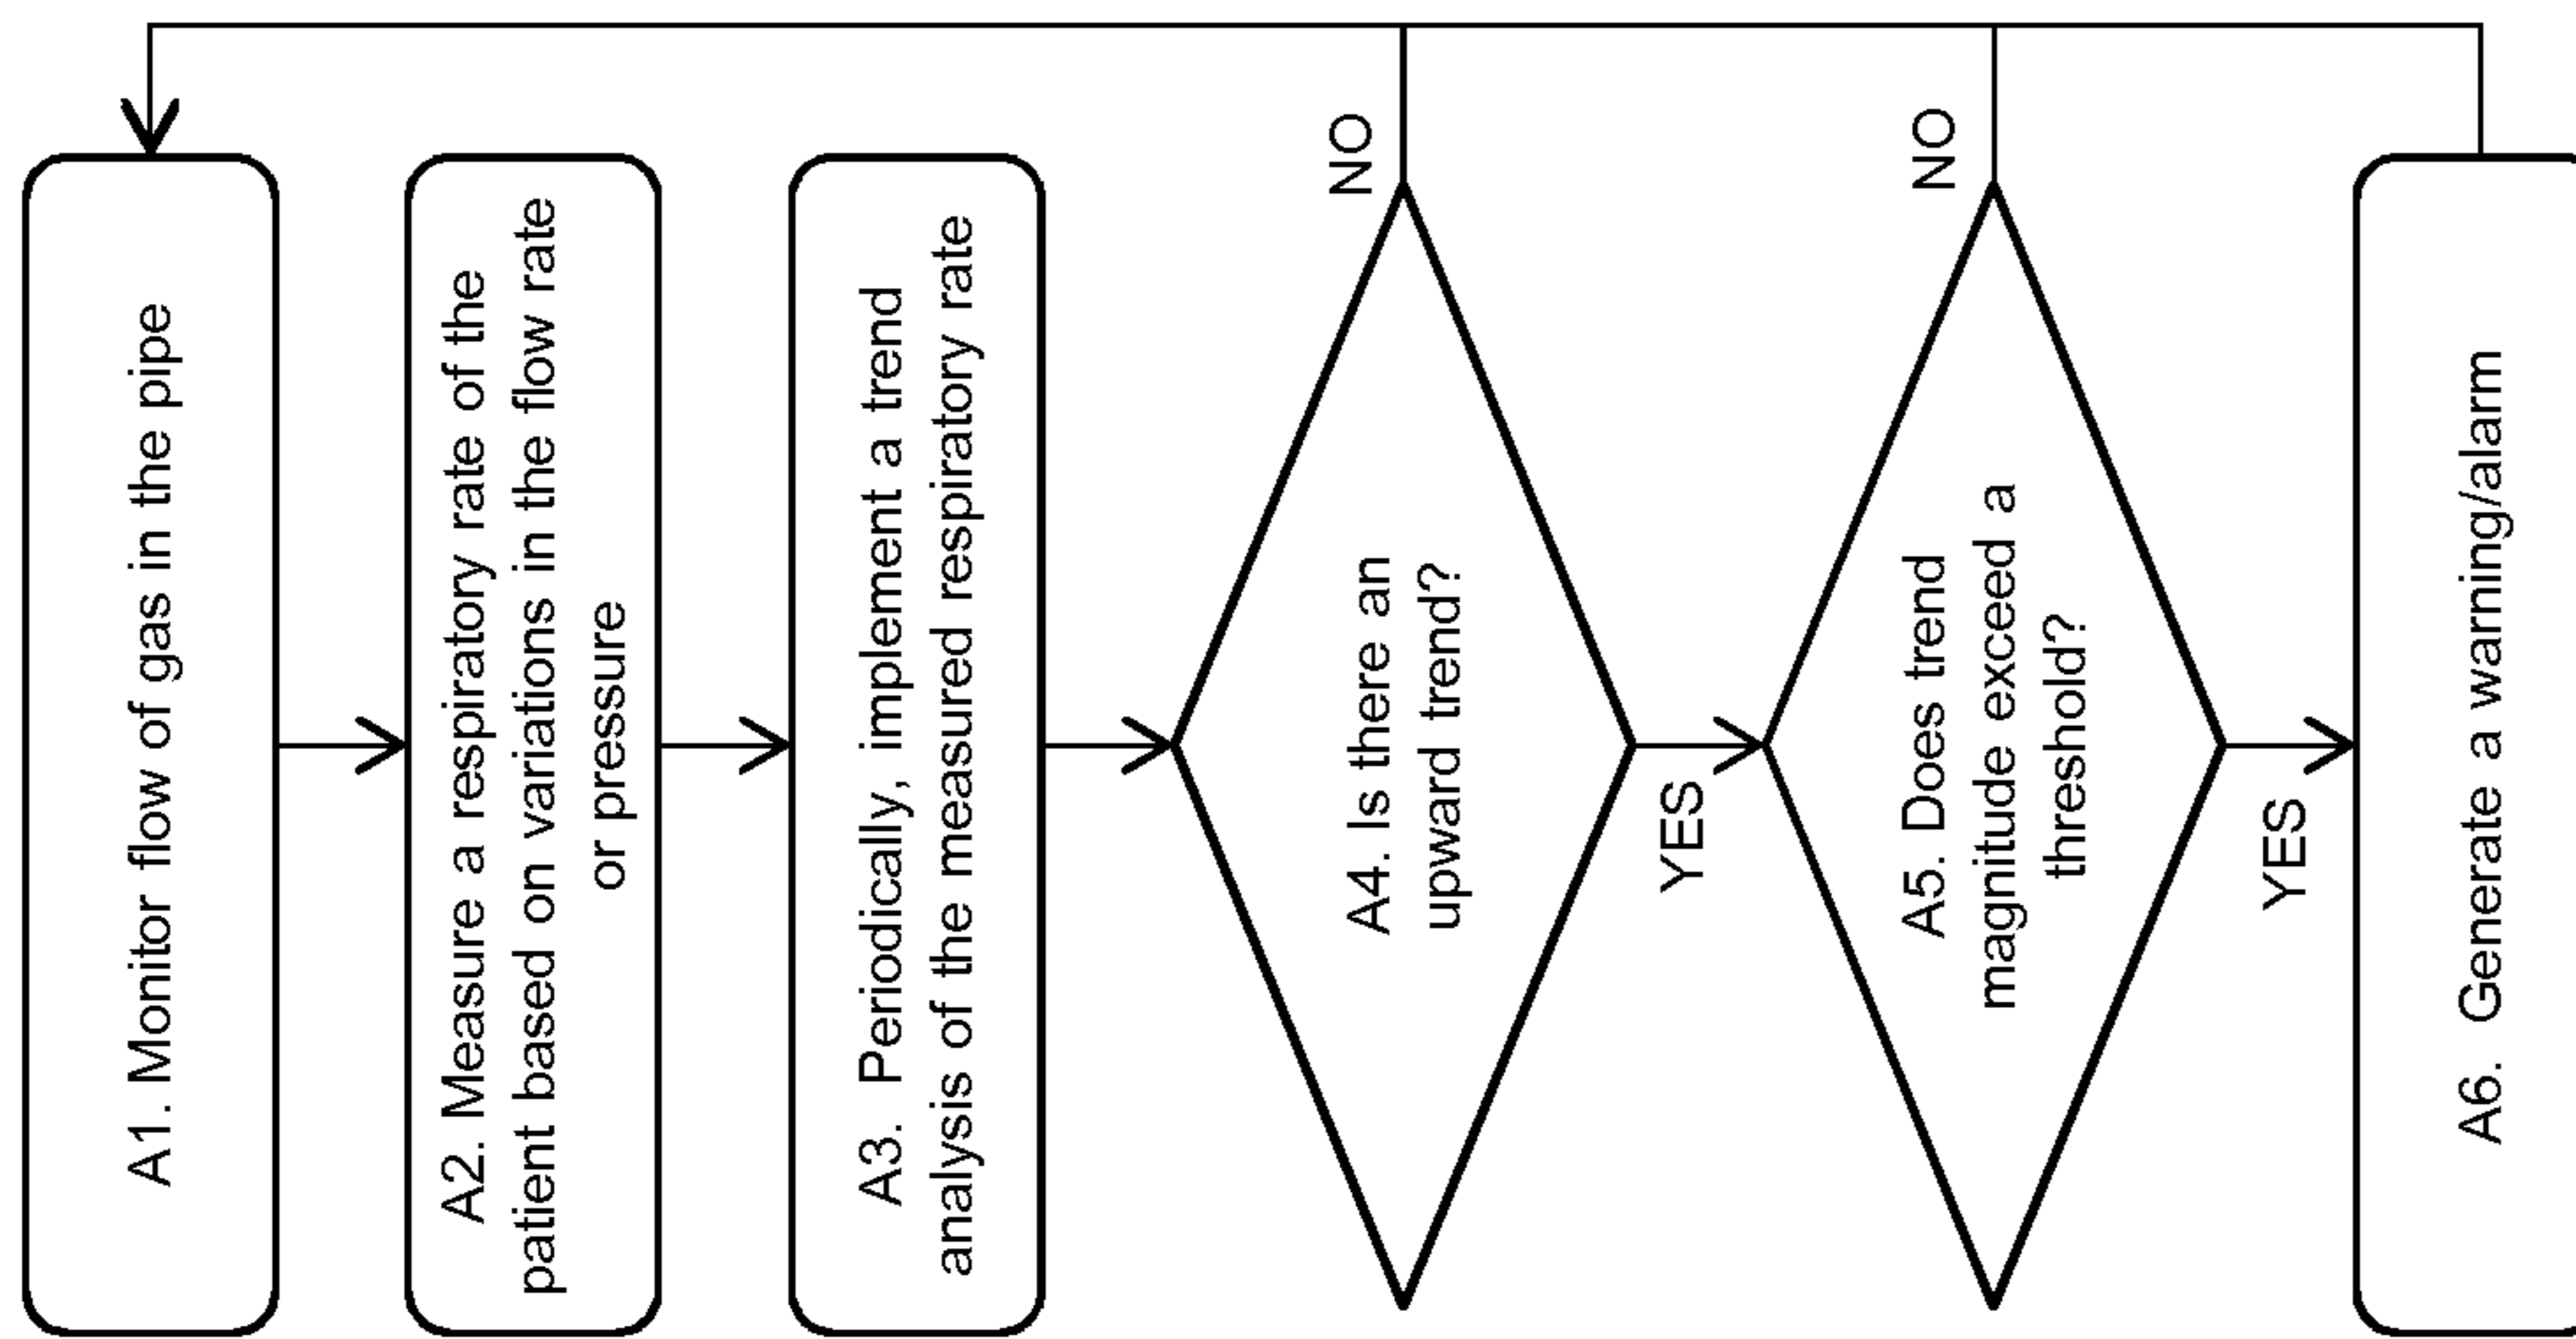 A1. Monitor flow of gas in the pipe
A2. Measure a respiratory rate of the
patient based on variations in the flow rate
or pressure
A3. Periodically, implement a trend
analysis of the measured respiratory rate
A4. Is there an
upward trend?
NO
YES
A5. Does trend
magnitude exceed a
threshold?
NO
YES
A6. Generate a warning/alarm